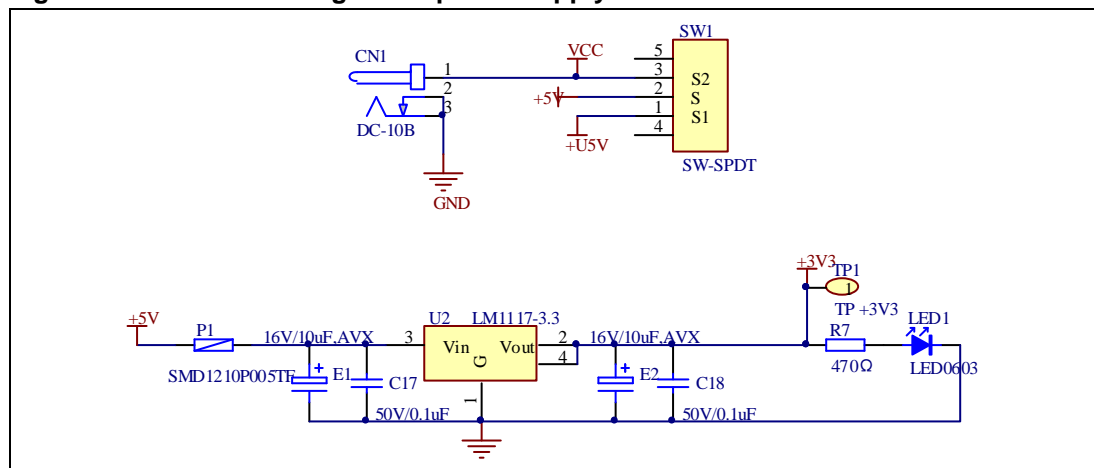 SW1
CN1
VCC
5
1
3
S2
2
+5V
2
S
3
1
S1
DC-10B
4
+U5V
SW-SPDT
GND
+3V3
TP1
1
TP +3V3
+5V
P1
16V/10uF,AVX
U2
LM1117-3.3
16V/10uF,AVX
R7
LED1
3
Vin
Vout
2
4
G
SMD1210P005TF
E1
C17
E2
C18
470Ω
LED0603
1
50V/0.1uF
50V/0.1uF